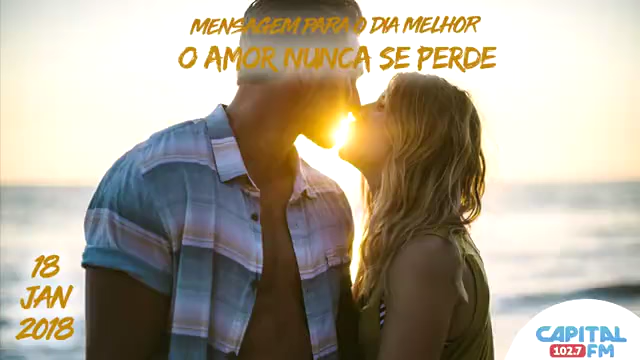 MENSAGEM PARA O DIA MELHOR
O AMOR NUNCA SE PERDE
18
JAN
2018
CAPITAL
102.7 FM